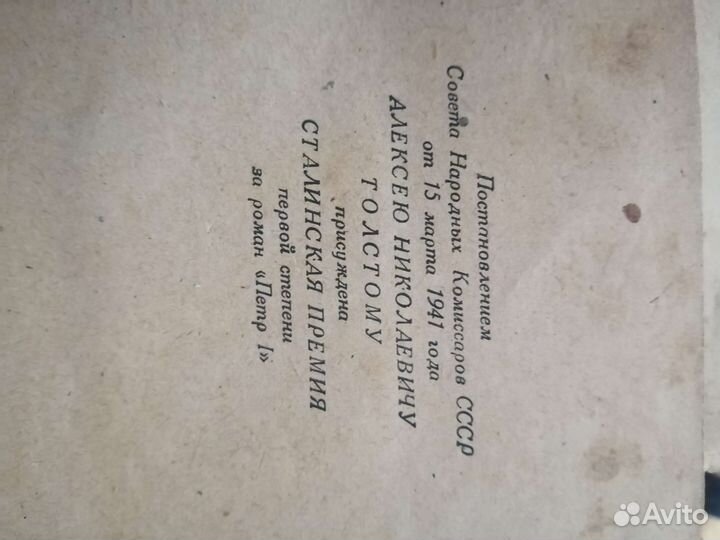 Постановлением
Совета Народных Комиссаров СССР
от 15 марта 1941 года
АЛЕКСЕЮ НИКОЛАЕВИЧУ
ТОЛСТОМУ
присуждена
СТАЛИНСКАЯ ПРЕМИЯ
первой степени
за роман «Петр I»
Avito